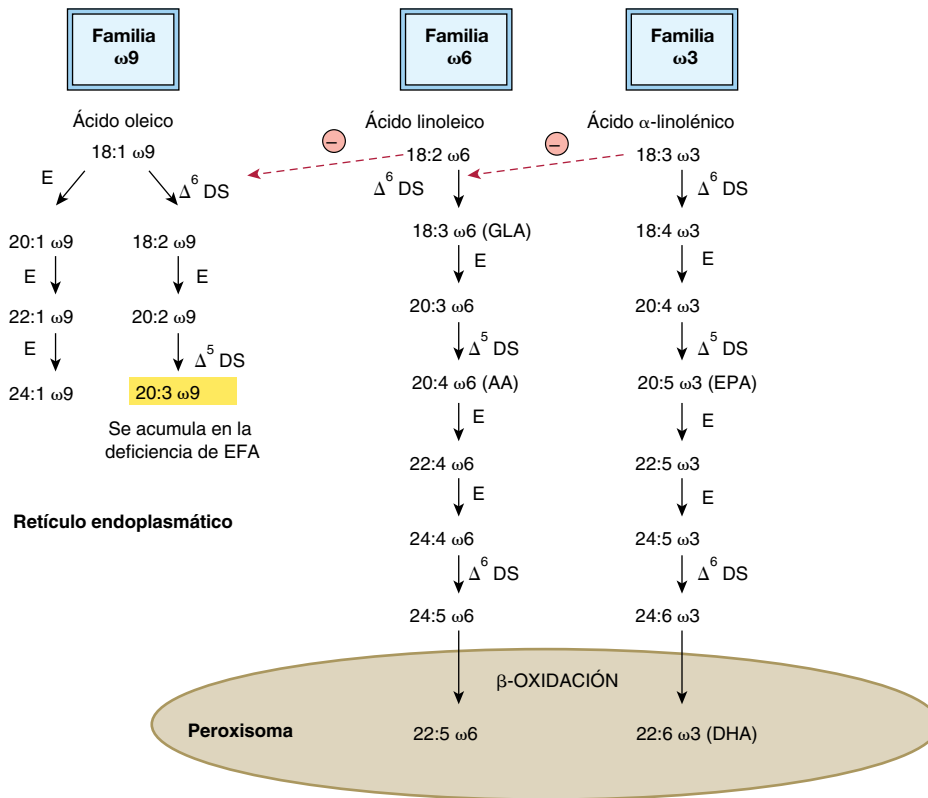 Familia
ω9
Familia
ω6
Familia
ω3
Ácido oleico
Ácido linoleico
Ácido α-linolénico
18:1 ω9
−
18:2 ω6
−
18:3 ω3
E
Δ⁶ DS
Δ⁶ DS
Δ⁶ DS
20:1 ω9
18:2 ω9
18:3 ω6 (GLA)
18:4 ω3
E
E
E
E
22:1 ω9
20:2 ω9
20:3 ω6
20:4 ω3
E
Δ⁵ DS
Δ⁵ DS
Δ⁵ DS
24:1 ω9
20:3 ω9
20:4 ω6 (AA)
20:5 ω3 (EPA)
Se acumula en la
deficiencia de EFA
E
E
22:4 ω6
22:5 ω3
Retículo endoplasmático
E
E
24:4 ω6
24:5 ω3
Δ⁶ DS
Δ⁶ DS
24:5 ω6
24:6 ω3
β-OXIDACIÓN
Peroxisoma
22:5 ω6
22:6 ω3 (DHA)